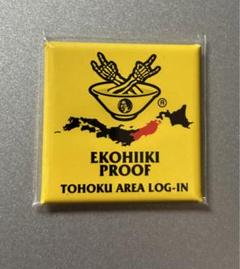 ®
EKOHIIKI
PROOF
TOHOKU AREA LOG-IN